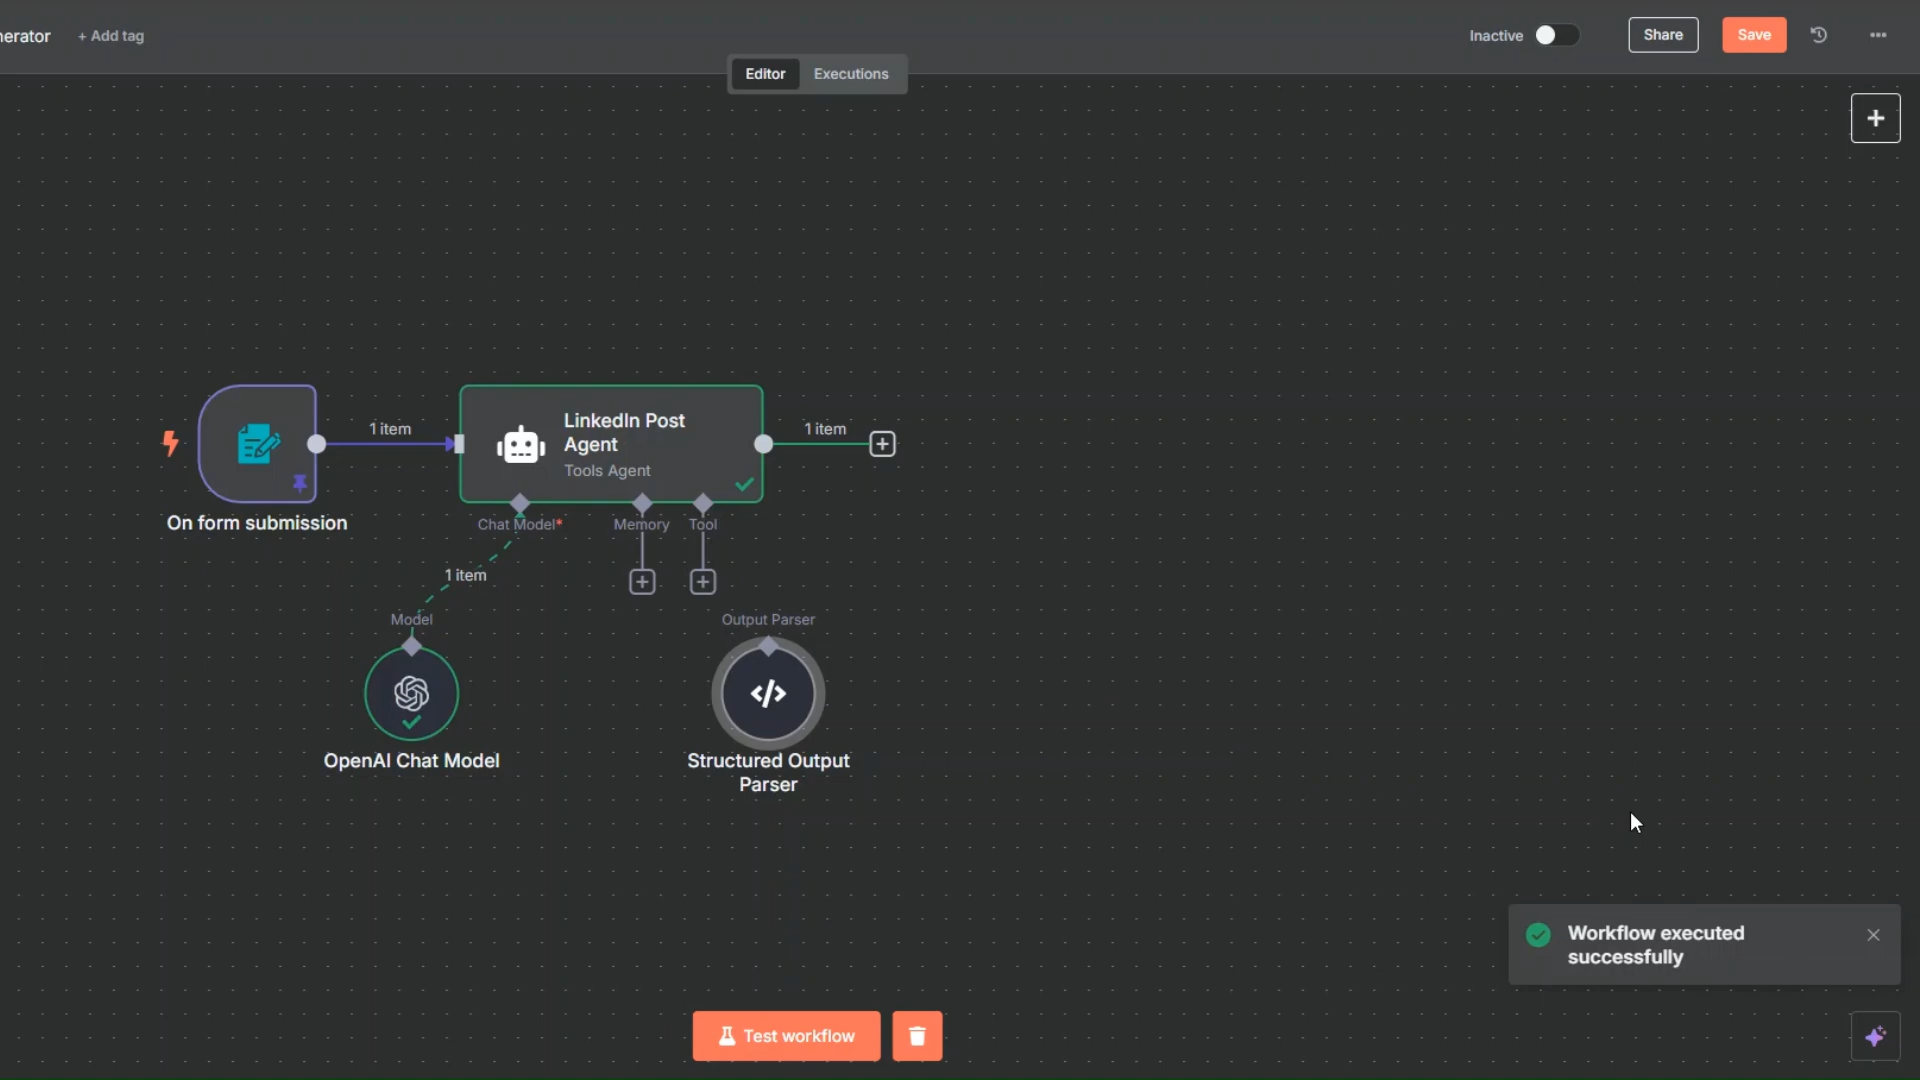 nerator
+ Add tag
Inactive
Share
Save
Editor
Executions
1 item
LinkedIn Post
Agent
Tools Agent
1 item
On form submission
Chat Model*
Memory
Tool
1 item
Model
Output Parser
OpenAI Chat Model
Structured Output
Parser
Workflow executed
successfully
Test workflow